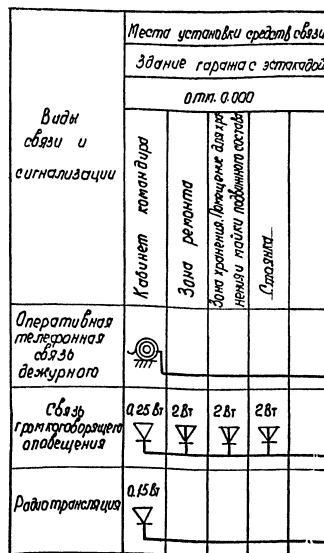 Места установки средств связи
Здание гаража с эстакадой
отм. 0.000
Виды
связи и
сигнализации
Кабинет командира
Зона ремонта
Зона хранения. Помещение для хра
нения и мойки подвижного состава
Стоянка
Оперативная
телефонная
связь
дежурного
Связь
громкоговорящего
оповещения
0,25 Вт
2 Вт
2 Вт
2 Вт
Радиотрансляция
0.15 Вт